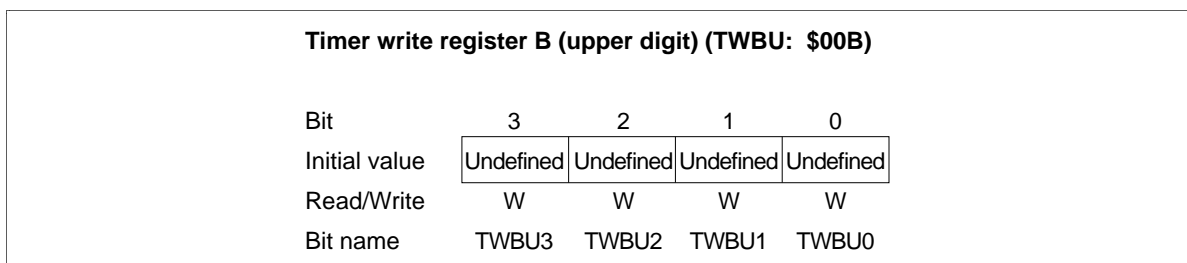 Timer write register B (upper digit) (TWBU: $00B)
Bit 3 2 1 0
Initial value Undefined Undefined Undefined Undefined
Read/Write W W W W
Bit name TWBU3 TWBU2 TWBU1 TWBU0